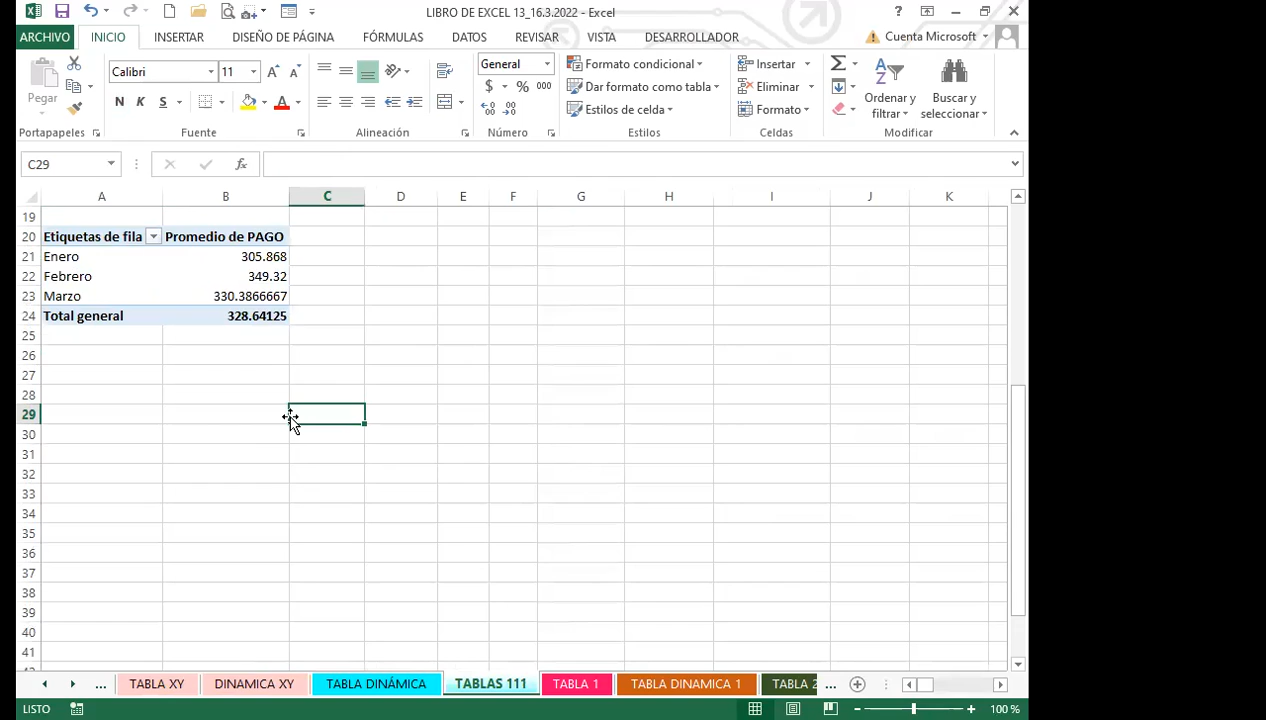 LIBRO DE EXCEL 13_16.3.2022 - Excel
?
ARCHIVO INICIO INSERTAR DISEÑO DE PÁGINA FÓRMULAS DATOS REVISAR VISTA DESARROLLADOR Cuenta Microsoft
Calibri 11 General Formato condicional Insertar Σ
Pegar N K S $ % 000 Dar formato como tabla Eliminar Ordenar y Buscar y
Estilos de celda Formato filtrar seleccionar
Portapapeles Fuente Alineación Número Estilos Celdas Modificar
C29 fx
A B C D E F G H I J K
19
20 Etiquetas de fila Promedio de PAGO
21 Enero 305.868
22 Febrero 349.32
23 Marzo 330.3866667
24 Total general 328.64125
25
26
27
28
29
30
31
32
33
34
35
36
37
38
39
40
41
... TABLA XY DINAMICA XY TABLA DINÁMICA TABLAS 111 TABLA 1 TABLA DINAMICA 1 TABLA 2 ...
LISTO 100 %